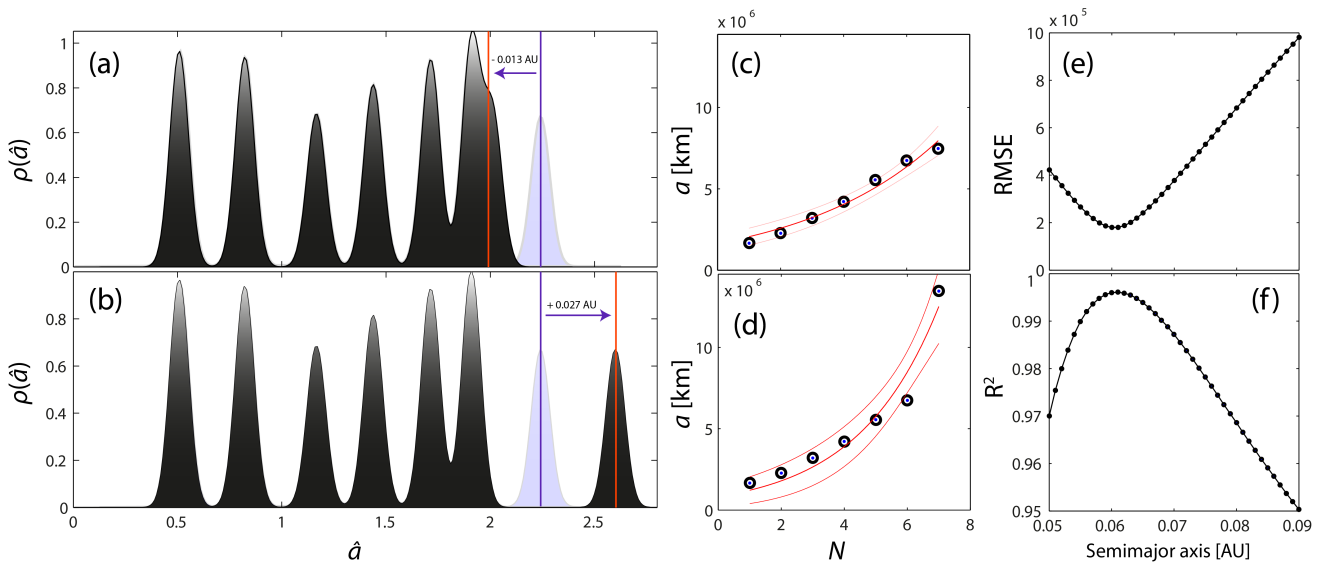 (a)
- 0.013 AU
1
0.8
0.6
0.4
0.2
0
ρ(â)
(b)
+ 0.027 AU
0.8
0.6
0.4
0.2
0
ρ(â)
0 0.5 1 1.5 2 2.5
â
x 10⁶
(c)
10
5
0
a [km]
x 10⁶
(d)
10
5
0
a [km]
0 2 4 6 8
N
x 10⁵
(e)
10
8
6
4
2
0
RMSE
(f)
1
0.99
0.98
0.97
0.96
0.95
R²
0.05 0.06 0.07 0.08 0.09
Semimajor axis [AU]